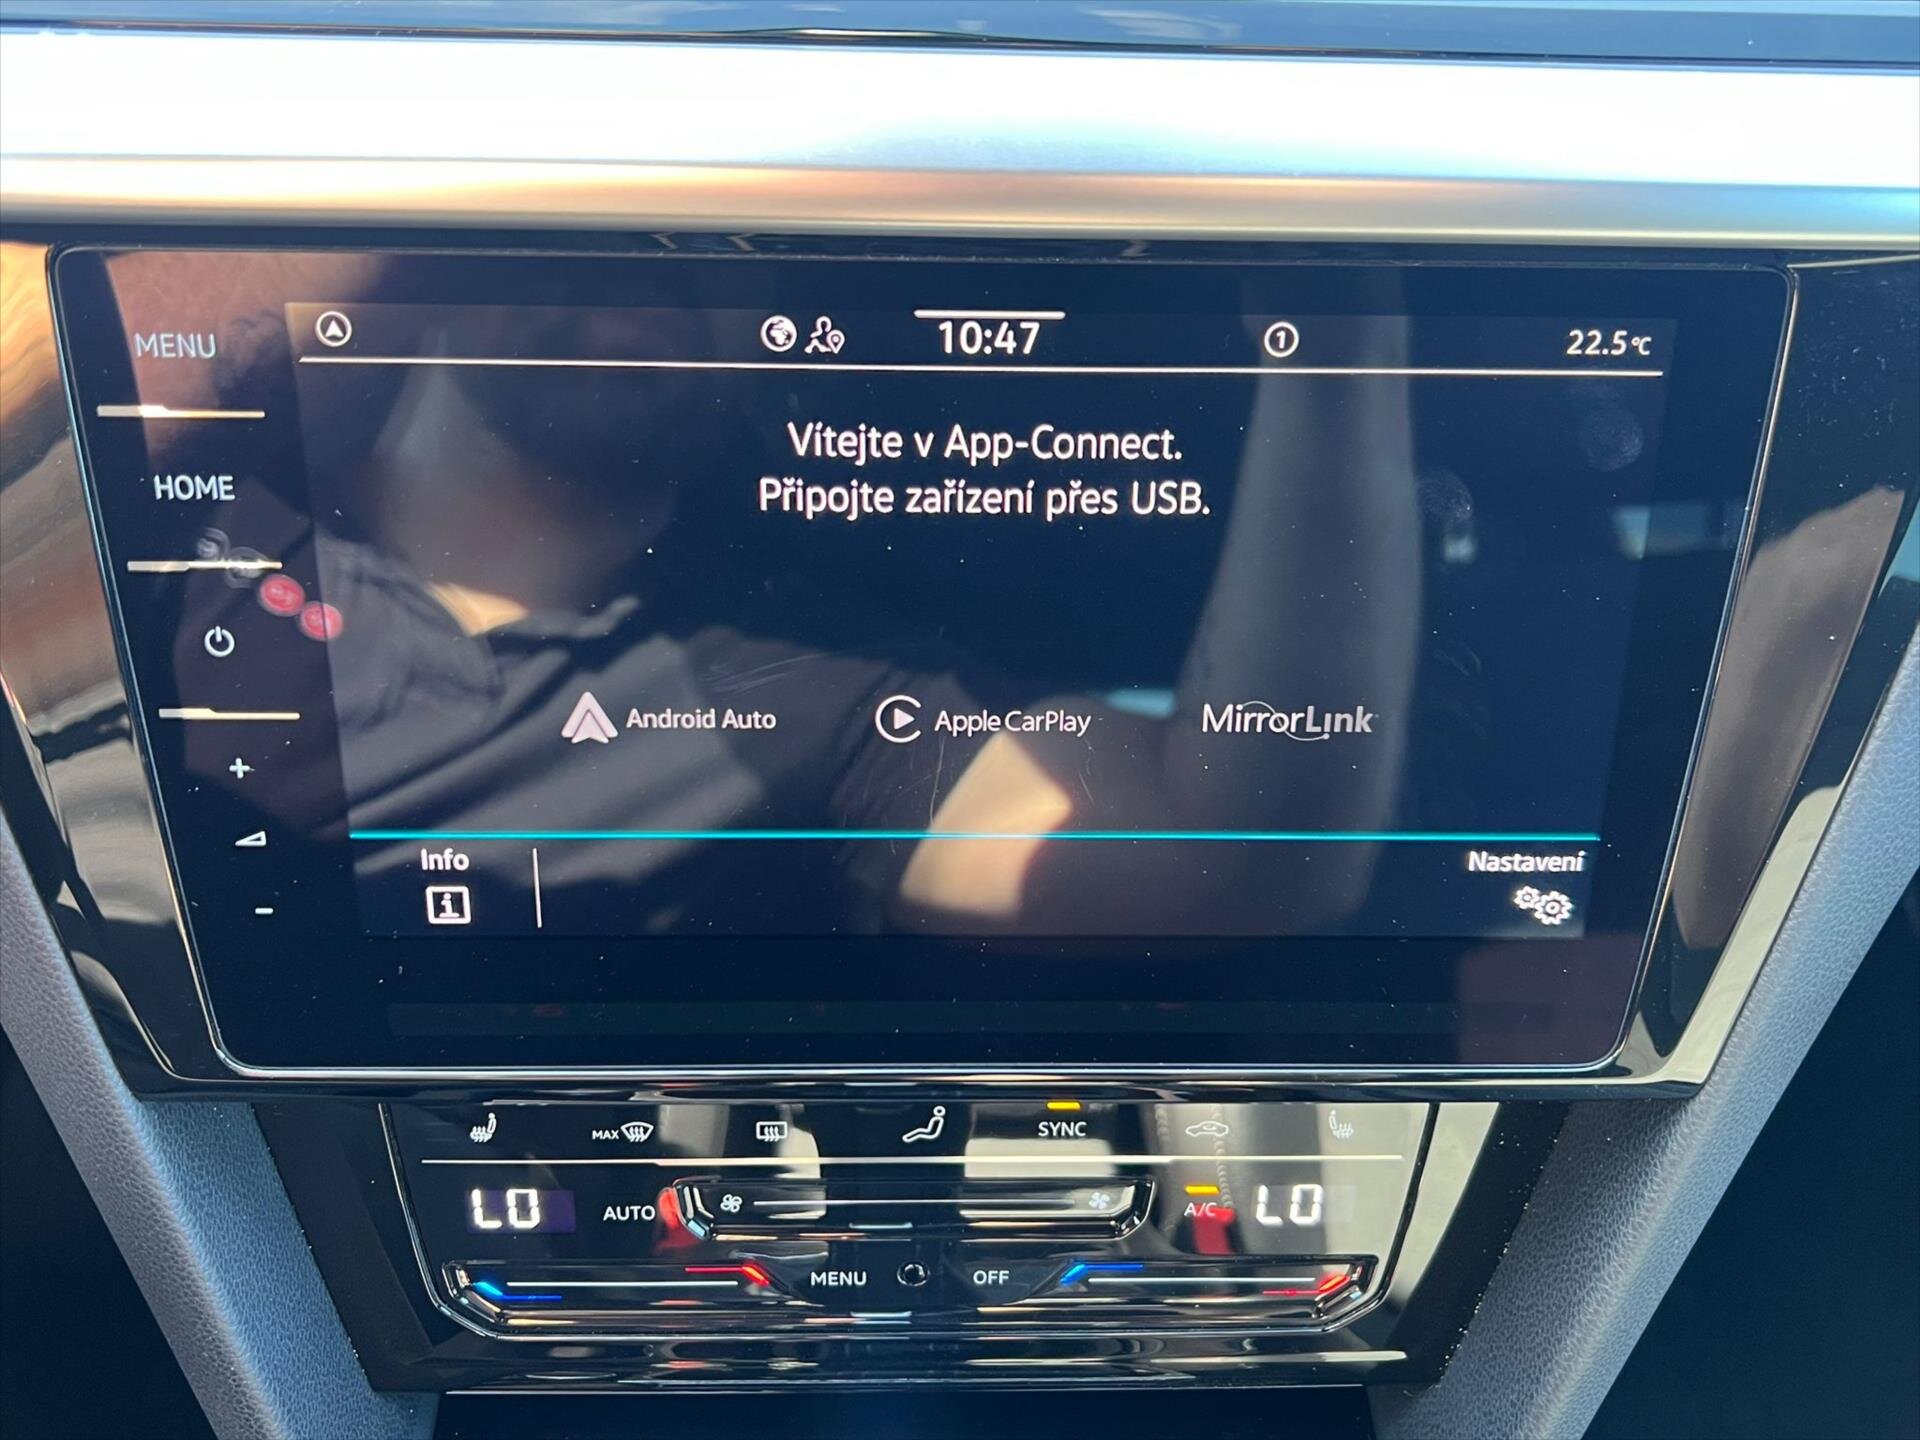 MENU
10:47
1
22.5°C
Vítejte v App-Connect.
Připojte zařízení přes USB.
HOME
Android Auto
Apple CarPlay
MirrorLink
+
-
Info
i
Nastavení
MAX
SYNC
LO
AUTO
A/C
LO
MENU
OFF